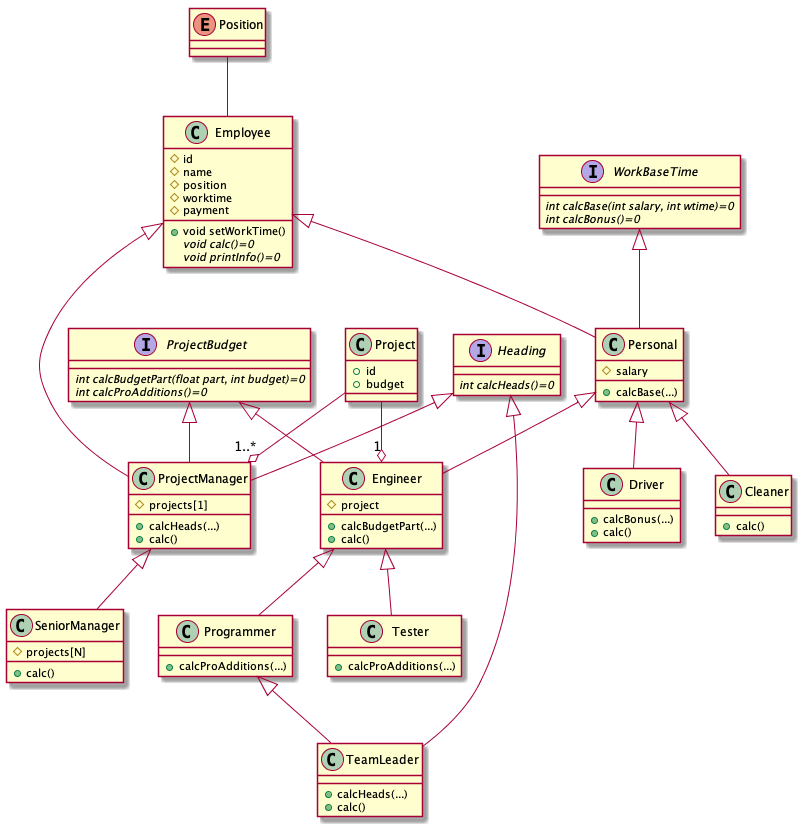 E Position
C Employee
id
name
position
worktime
payment
void setWorkTime()
void calc()=0
void printInfo()=0
I WorkBaseTime
int calcBase(int salary, int wtime)=0
int calcBonus()=0
I ProjectBudget
int calcBudgetPart(float part, int budget)=0
int calcProAdditions()=0
C Project
id
budget
I Heading
int calcHeads()=0
C Personal
salary
calcBase(...)
1..*
1
C ProjectManager
projects[1]
calcHeads(...)
calc()
C Engineer
project
calcBudgetPart(...)
calc()
C Driver
calcBonus(...)
calc()
C Cleaner
calc()
C SeniorManager
projects[N]
calc()
C Programmer
calcProAdditions(...)
C Tester
calcProAdditions(...)
C TeamLeader
calcHeads(...)
calc()